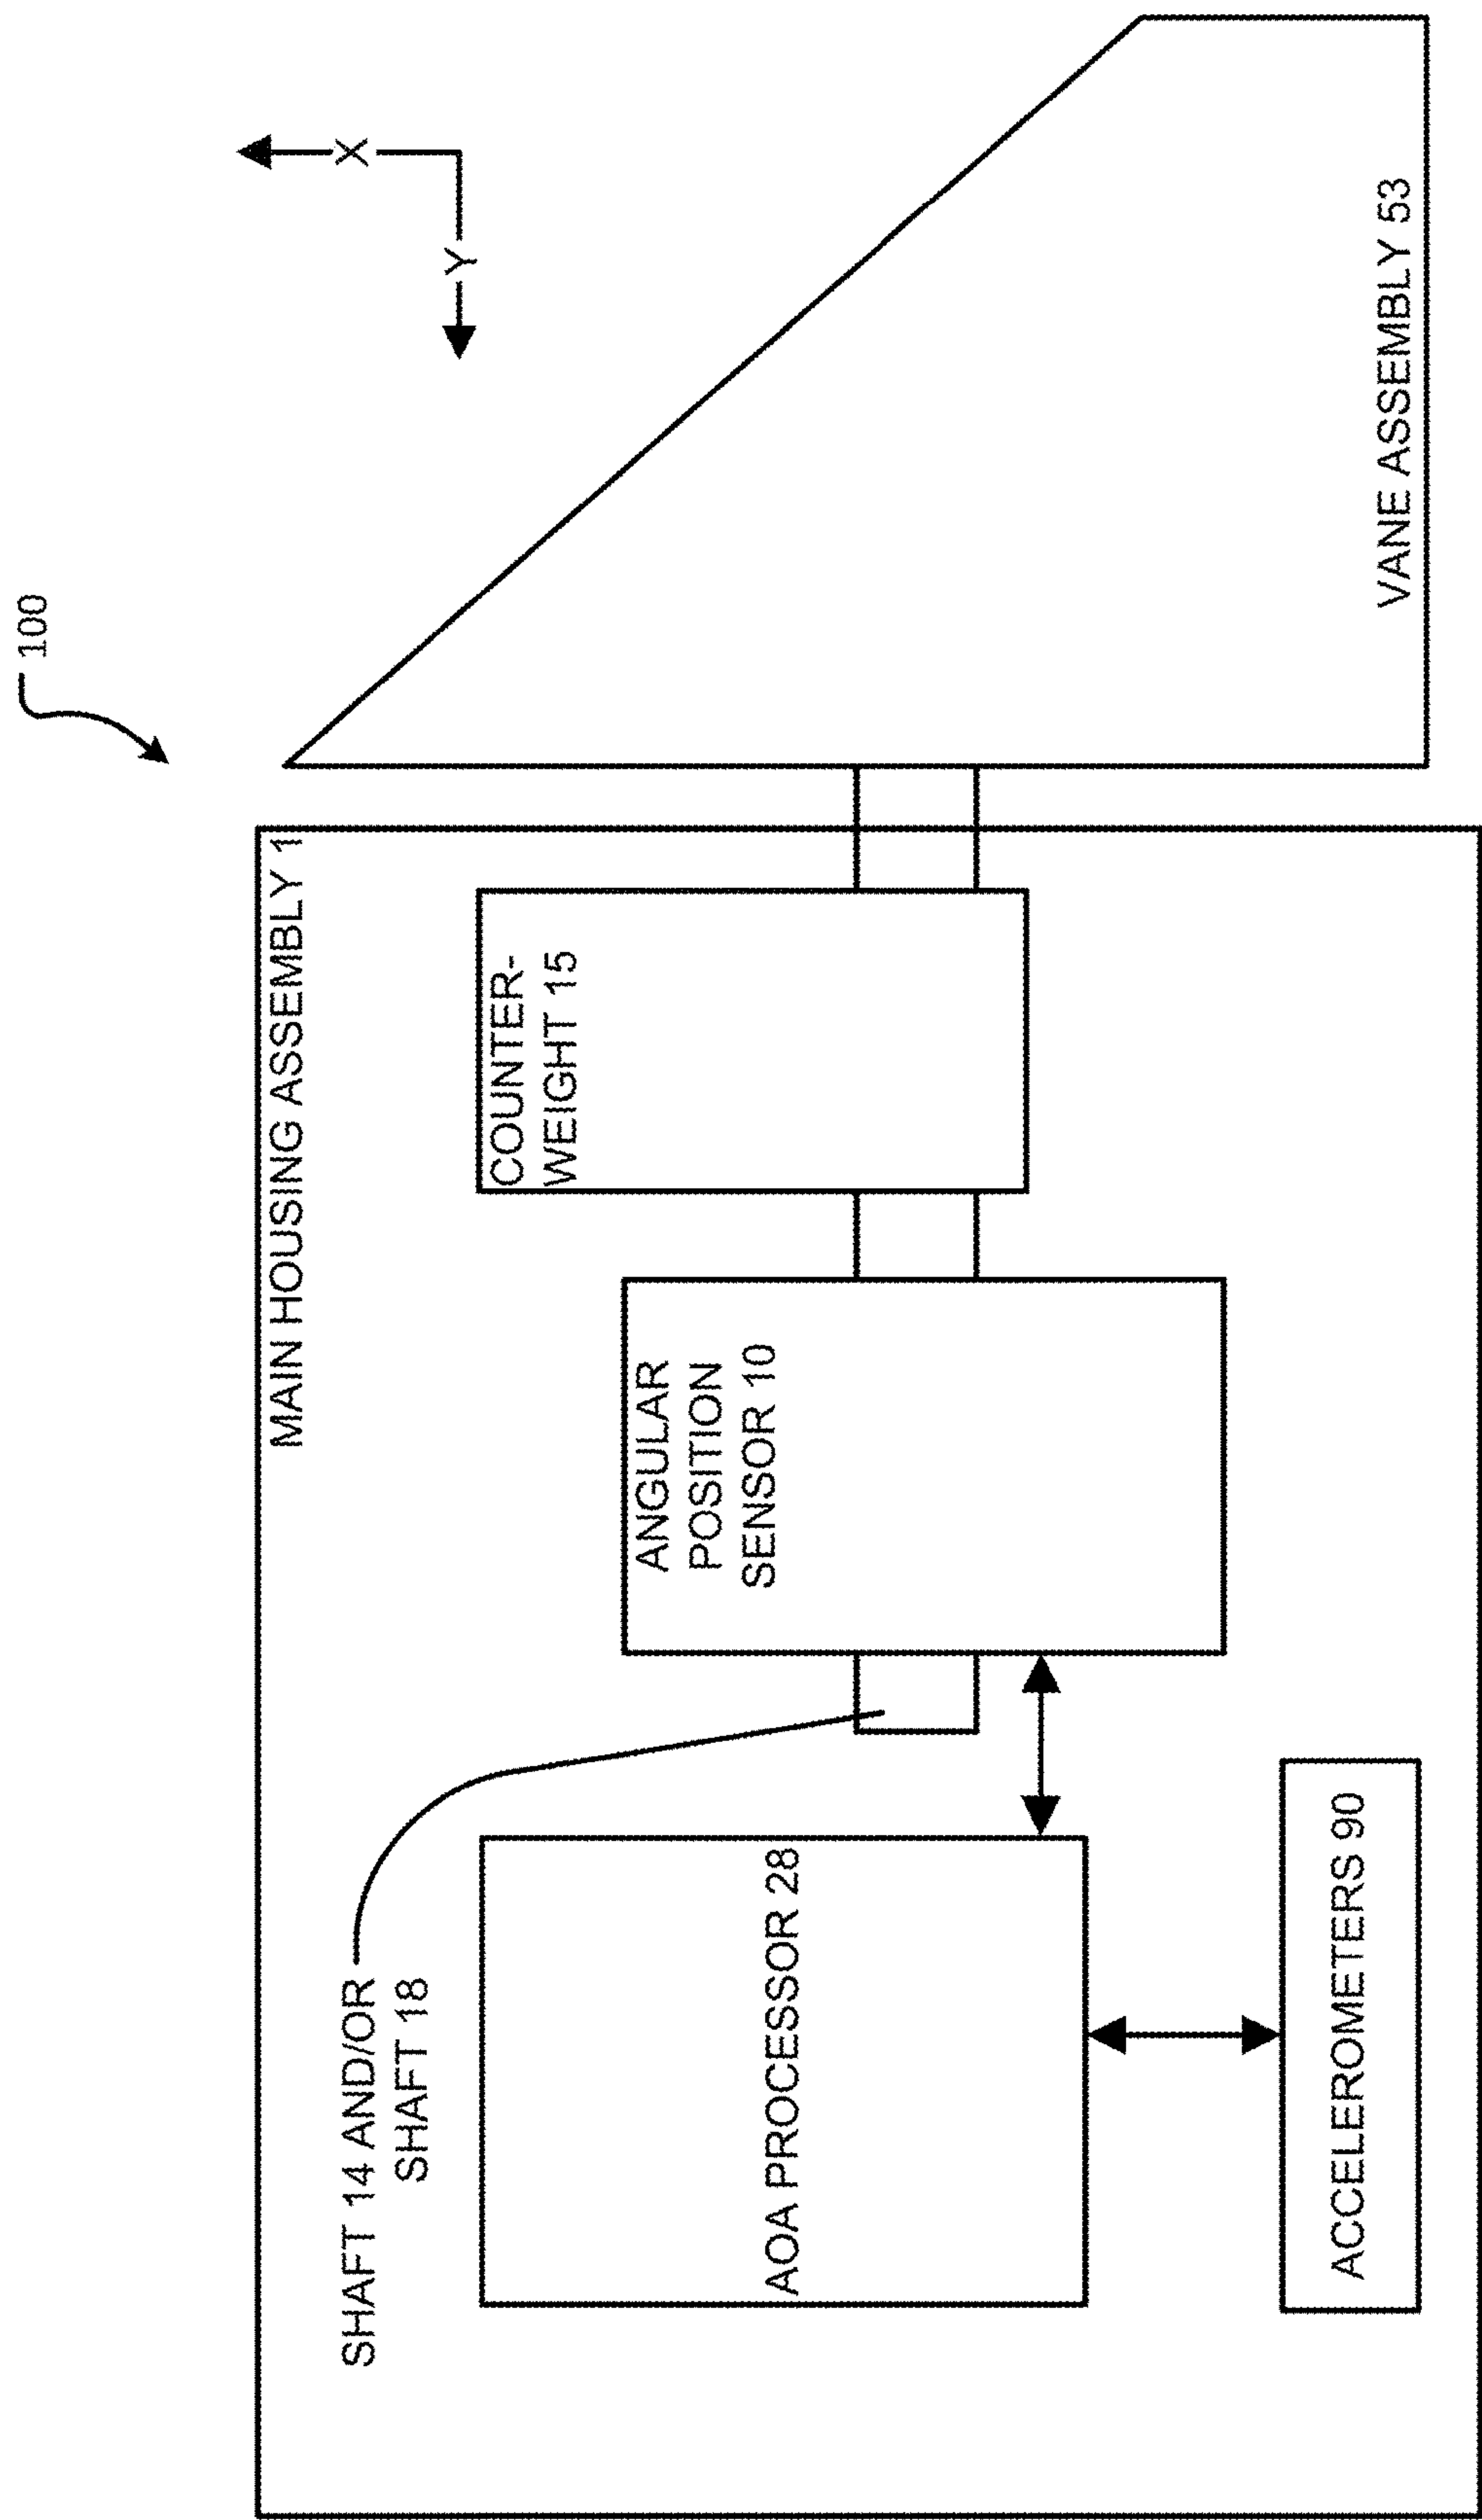 100
X
Y
MAIN HOUSING ASSEMBLY 1
SHAFT 14 AND/OR
SHAFT 18
AOA PROCESSOR 28
ACCELEROMETERS 90
ANGULAR
POSITION
SENSOR 10
COUNTER-
WEIGHT 15
VANE ASSEMBLY 53